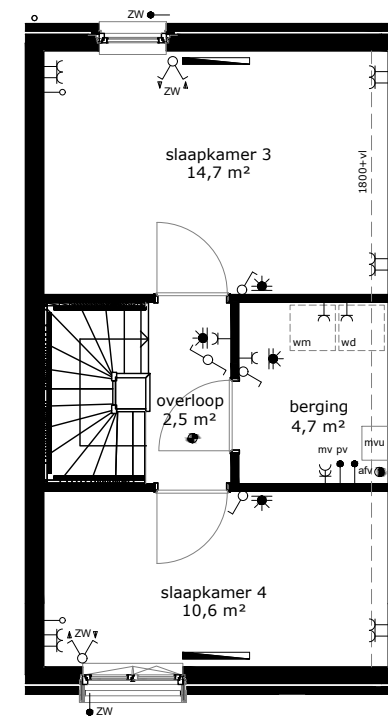 ZW
ZW
slaapkamer 3
14,7 m²
1800+vl
wm
wd
overloop
2,5 m²
berging
4,7 m²
mvu
mv pv
afv
slaapkamer 4
10,6 m²
ZW
ZW